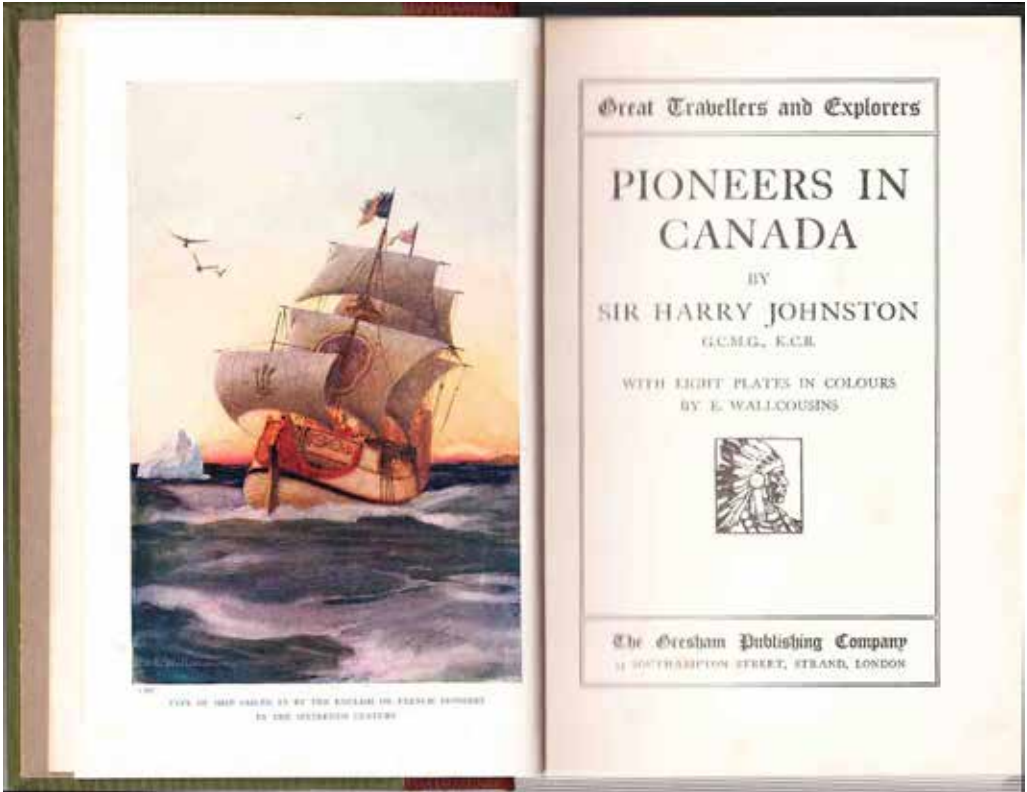 TYPE OF SHIP SAILED IN BY THE ENGLISH OR FRENCH PIONEERS
IN THE SIXTEENTH CENTURY
Great Travellers and Explorers
PIONEERS IN
CANADA
BY
SIR HARRY JOHNSTON
G.C.M.G., K.C.B.
WITH EIGHT PLATES IN COLOURS
BY E. WALLCOUSINS
The Gresham Publishing Company
SOUTHAMPTON STREET, STRAND, LONDON